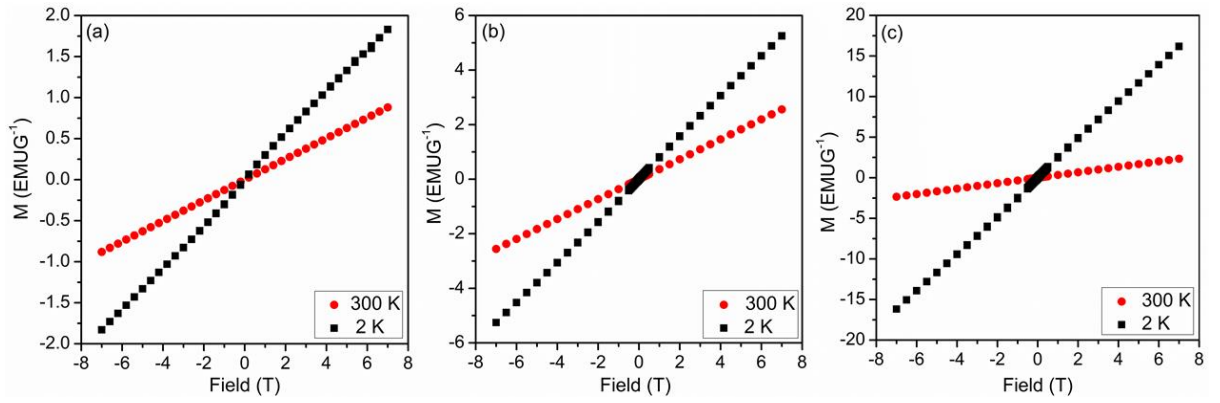 (a)
2.0
1.5
1.0
0.5
0.0
-0.5
-1.0
-1.5
-2.0
M (EMUG⁻¹)
300 K
2 K
-8 -6 -4 -2 0 2 4 6 8
Field (T)
(b)
6
4
2
0
-2
-4
-6
M (EMUG⁻¹)
300 K
2 K
-8 -6 -4 -2 0 2 4 6 8
Field (T)
(c)
20
15
10
5
0
-5
-10
-15
-20
M (EMUG⁻¹)
300 K
2 K
-8 -6 -4 -2 0 2 4 6 8
Field (T)